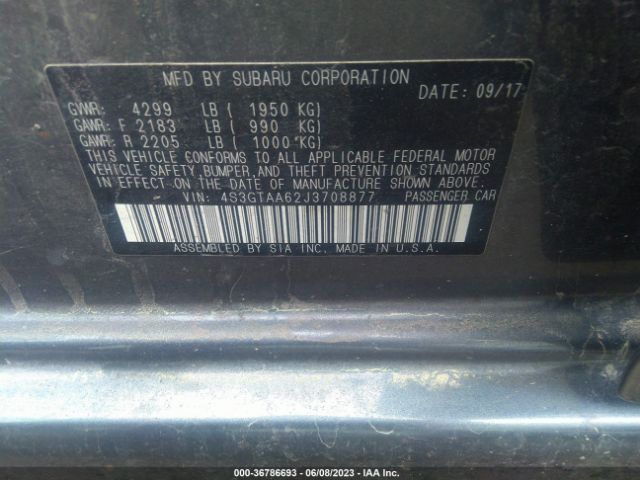 MFD BY SUBARU CORPORATION
DATE: 09/17
GVWR: 4299 LB ( 1950 KG)
GAWR: F 2183 LB ( 990 KG)
GAWR: R 2205 LB ( 1000 KG)
THIS VEHICLE CONFORMS TO ALL APPLICABLE FEDERAL MOTOR
VEHICLE SAFETY, BUMPER, AND THEFT PREVENTION STANDARDS
IN EFFECT ON THE DATE OF MANUFACTURE SHOWN ABOVE.
VIN: 4S3GTAA62J3708877 PASSENGER CAR
ASSEMBLED BY SIA INC. MADE IN U.S.A.
000-36786693 - 06/08/2023 - IAA Inc.